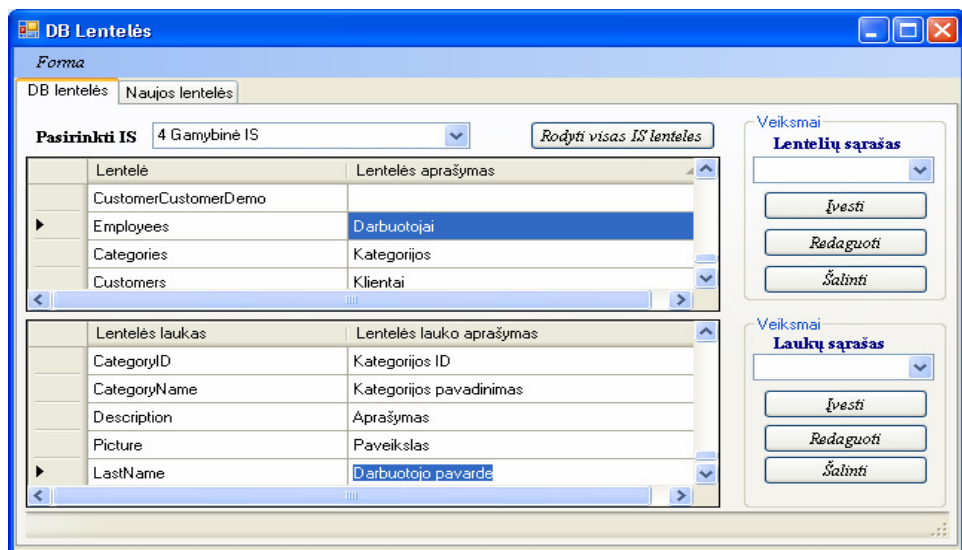 DB Lentelės
Forma
DB lentelės Naujos lentelės
Pasirinkti IS 4 Gamybinė IS Rodyti visas IS lenteles
Lentelė Lentelės aprašymas
CustomerCustomerDemo
Employees Darbuotojai
Categories Kategorijos
Customers Klientai
Veiksmai
Lentelių sąrašas
Įvesti
Redaguoti
Šalinti
Lentelės laukas Lentelės lauko aprašymas
CategoryID Kategorijos ID
CategoryName Kategorijos pavadinimas
Description Aprašymas
Picture Paveikslas
LastName Darbuotojo pavarde
Veiksmai
Laukų sąrašas
Įvesti
Redaguoti
Šalinti